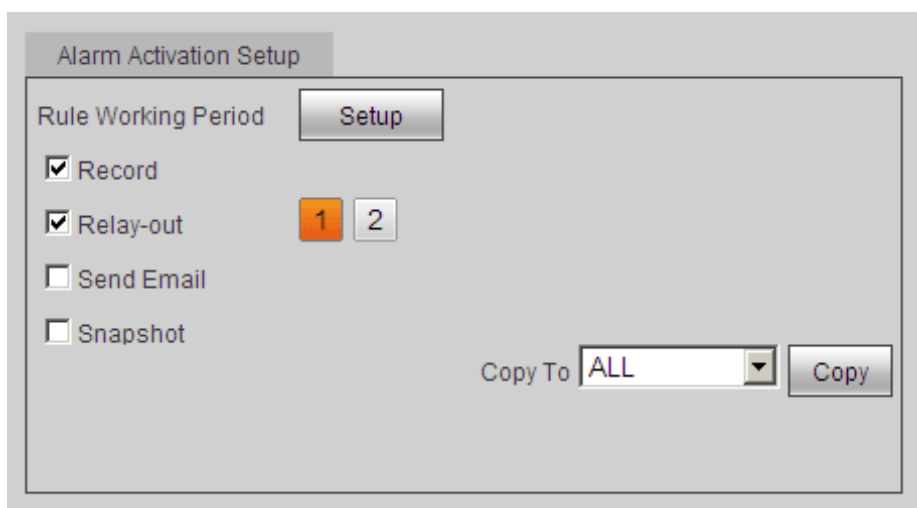 Alarm Activation Setup
Rule Working Period Setup
Record
Relay-out 1 2
Send Email
Snapshot
Copy To ALL Copy